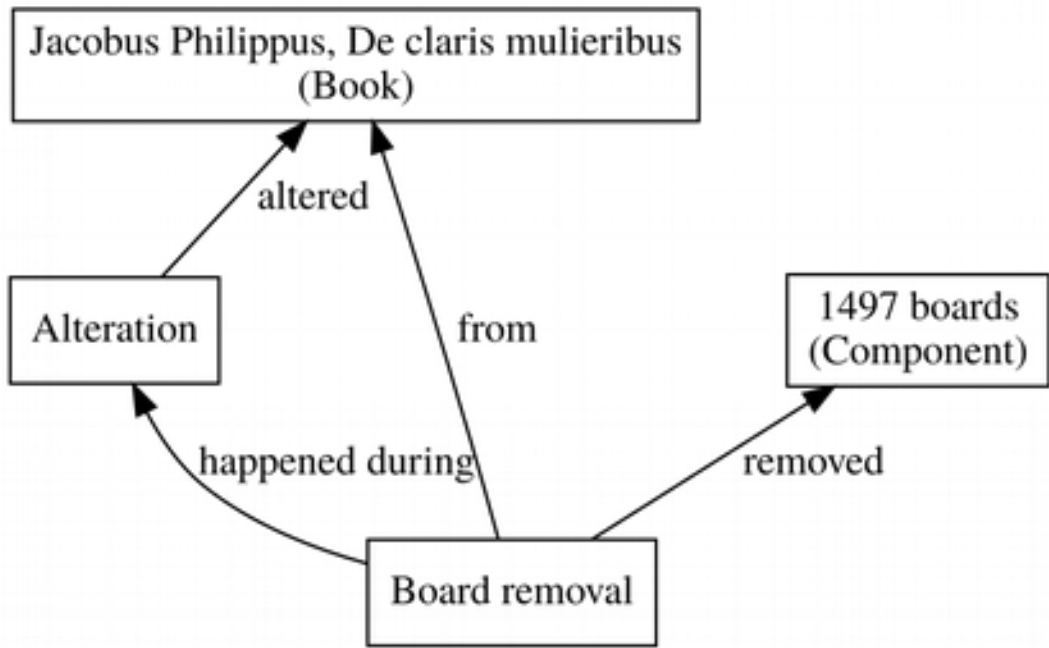 Jacobus Philippus, De claris mulieribus
(Book)
altered
Alteration
from
1497 boards
(Component)
happened during
removed
Board removal